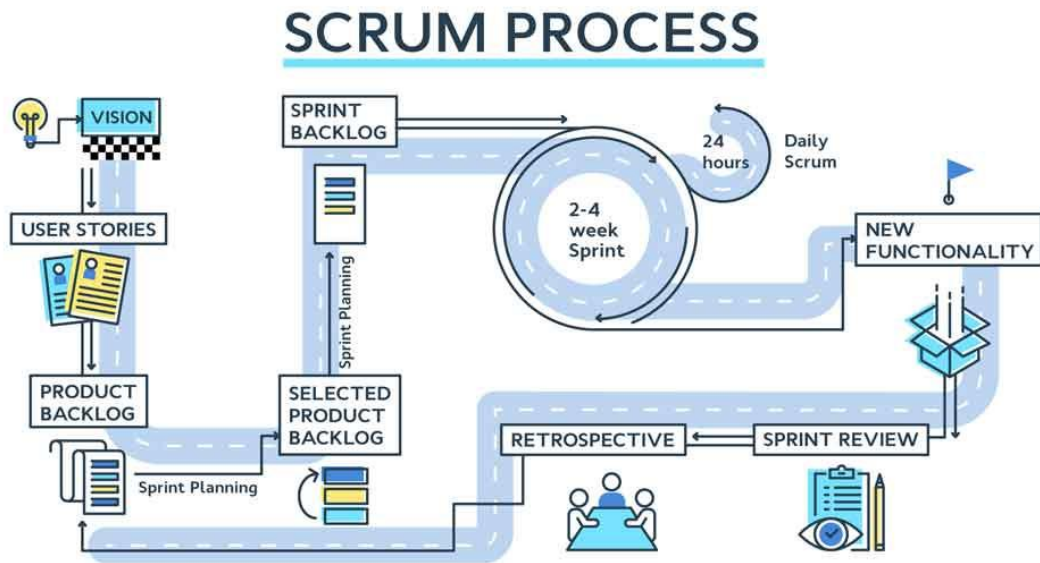 SCRUM PROCESS
VISION
USER STORIES
PRODUCT
BACKLOG
Sprint Planning
SELECTED
PRODUCT
BACKLOG
Sprint Planning
SPRINT
BACKLOG
2-4
week
Sprint
24
hours
Daily
Scrum
NEW
FUNCTIONALITY
SPRINT REVIEW
RETROSPECTIVE